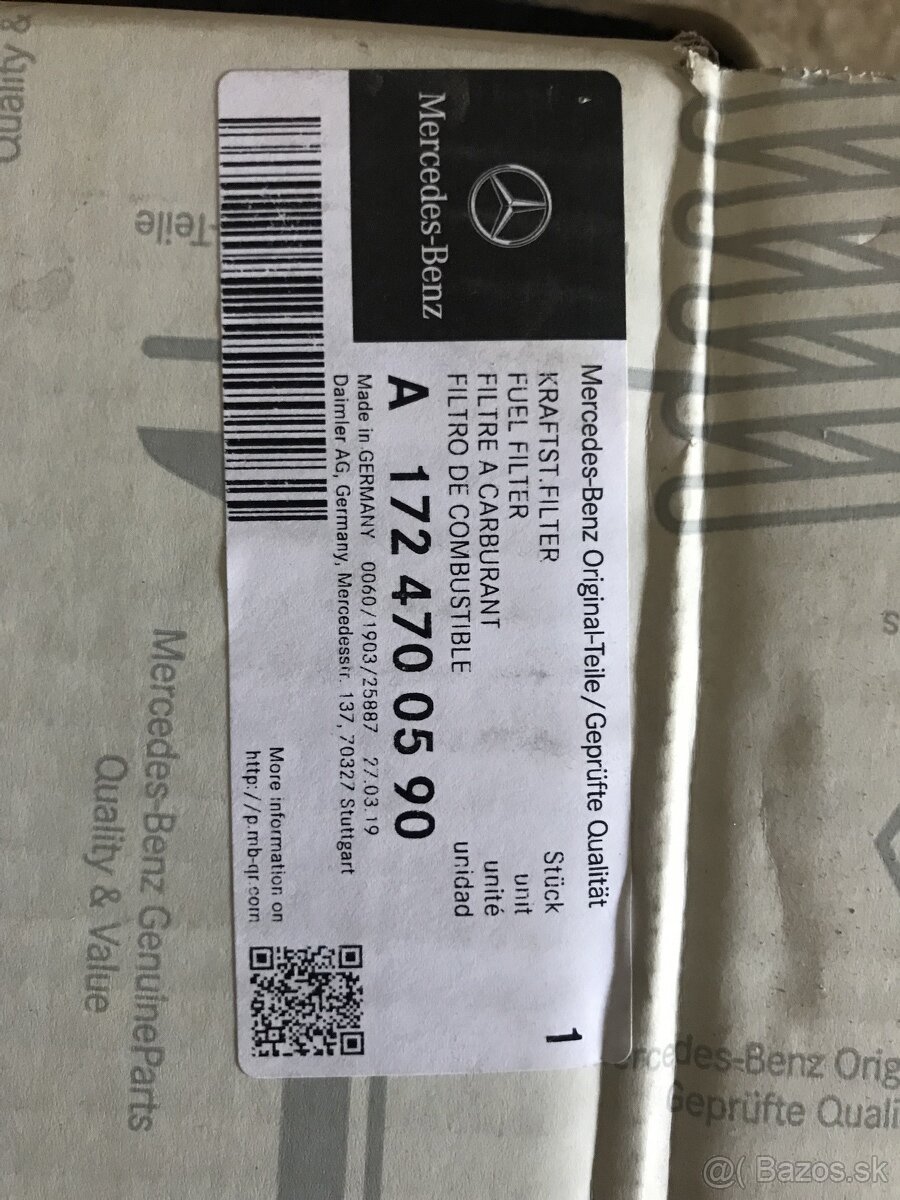 Mercedes-Benz
Mercedes-Benz Original-Teile/Geprüfte Qualität
KRAFTST.FILTER Stück 1
FUEL FILTER unit
FILTRE A CARBURANT unité
FILTRO DE COMBUSTIBLE unidad
A 172 470 05 90
Made in GERMANY 0060/1903/25887 27.03.19
Daimler AG, Germany, Mercedesstr. 137, 70327 Stuttgart
More information on
http://p.mb-qr.com
Mercedes-Benz GenuineParts
Quality & Value
Teile
uality &
rcedes-Benz Orig
Geprüfte Quali
@( Bazos.sk